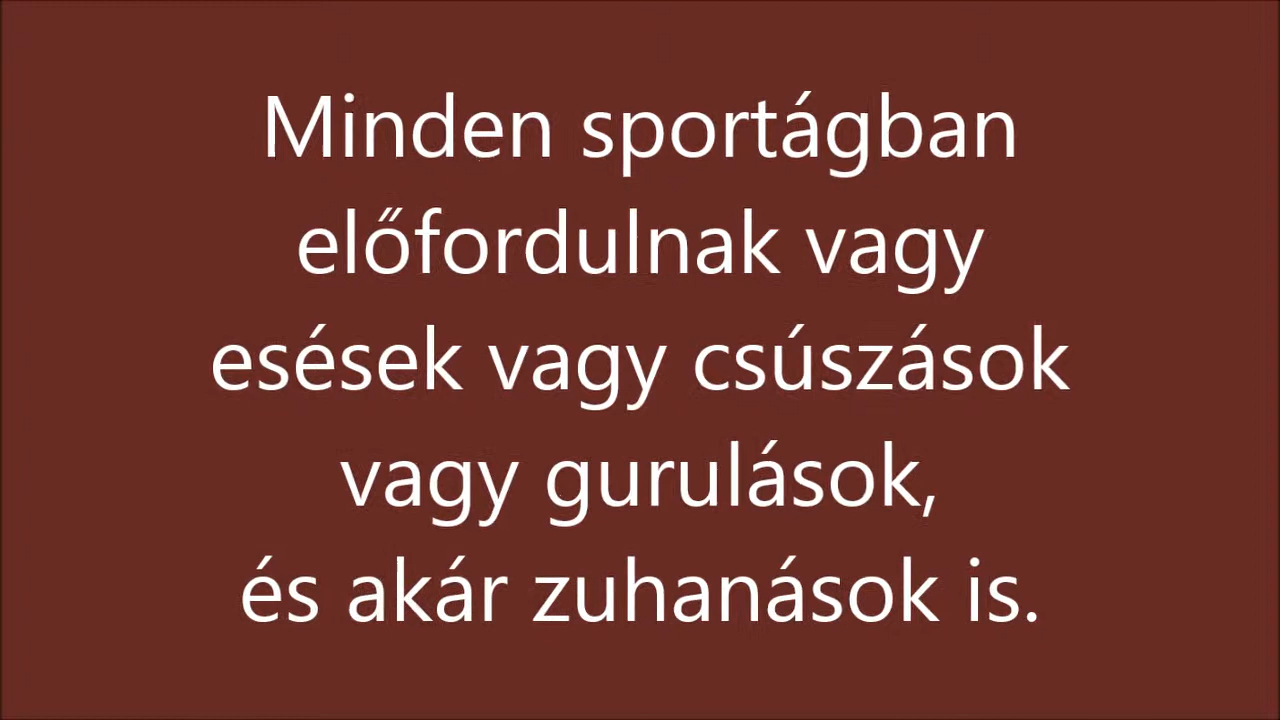 Minden sportágban
előfordulnak vagy
esések vagy csúszások
vagy gurulások,
és akár zuhanások is.